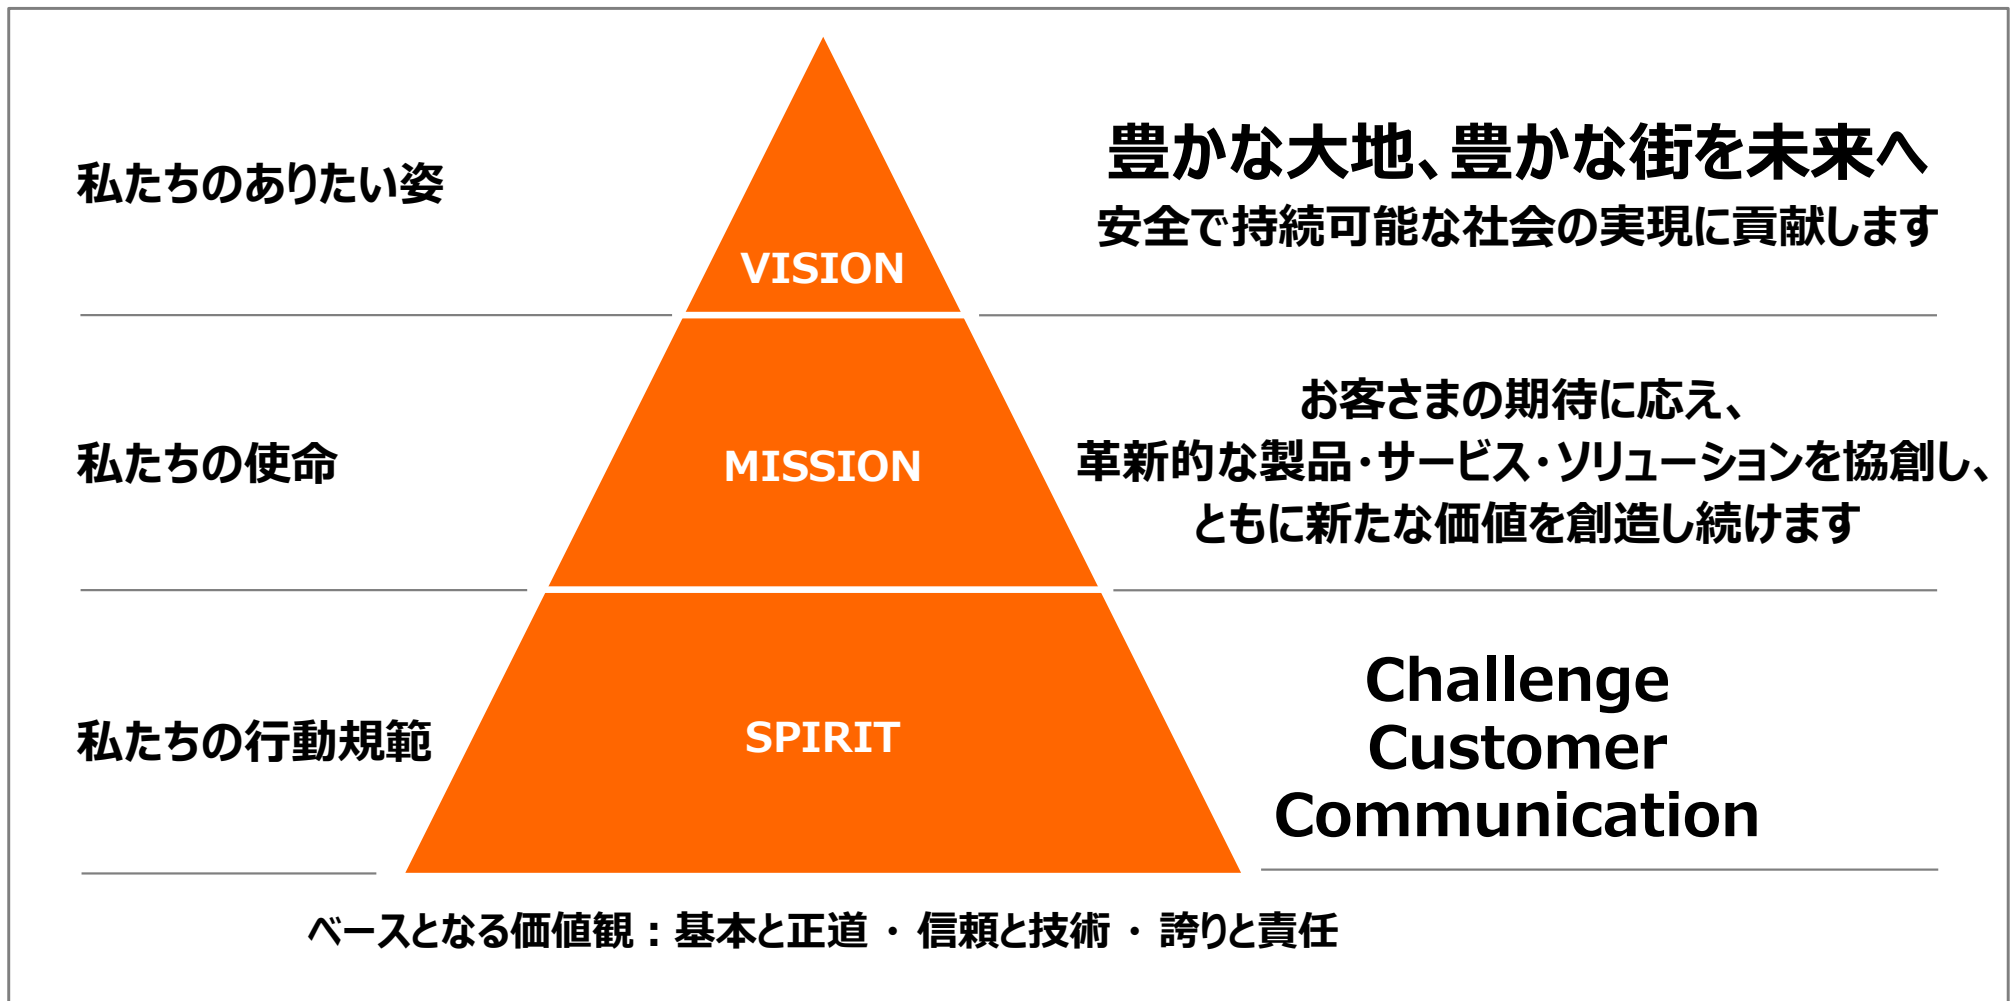 私たちのありたい姿
VISION
豊かな大地、豊かな街を未来へ
安全で持続可能な社会の実現に貢献します
私たちの使命
MISSION
お客さまの期待に応え、
革新的な製品・サービス・ソリューションを協創し、
ともに新たな価値を創造し続けます
私たちの行動規範
SPIRIT
Challenge
Customer
Communication
ベースとなる価値観：基本と正道 ・ 信頼と技術 ・ 誇りと責任